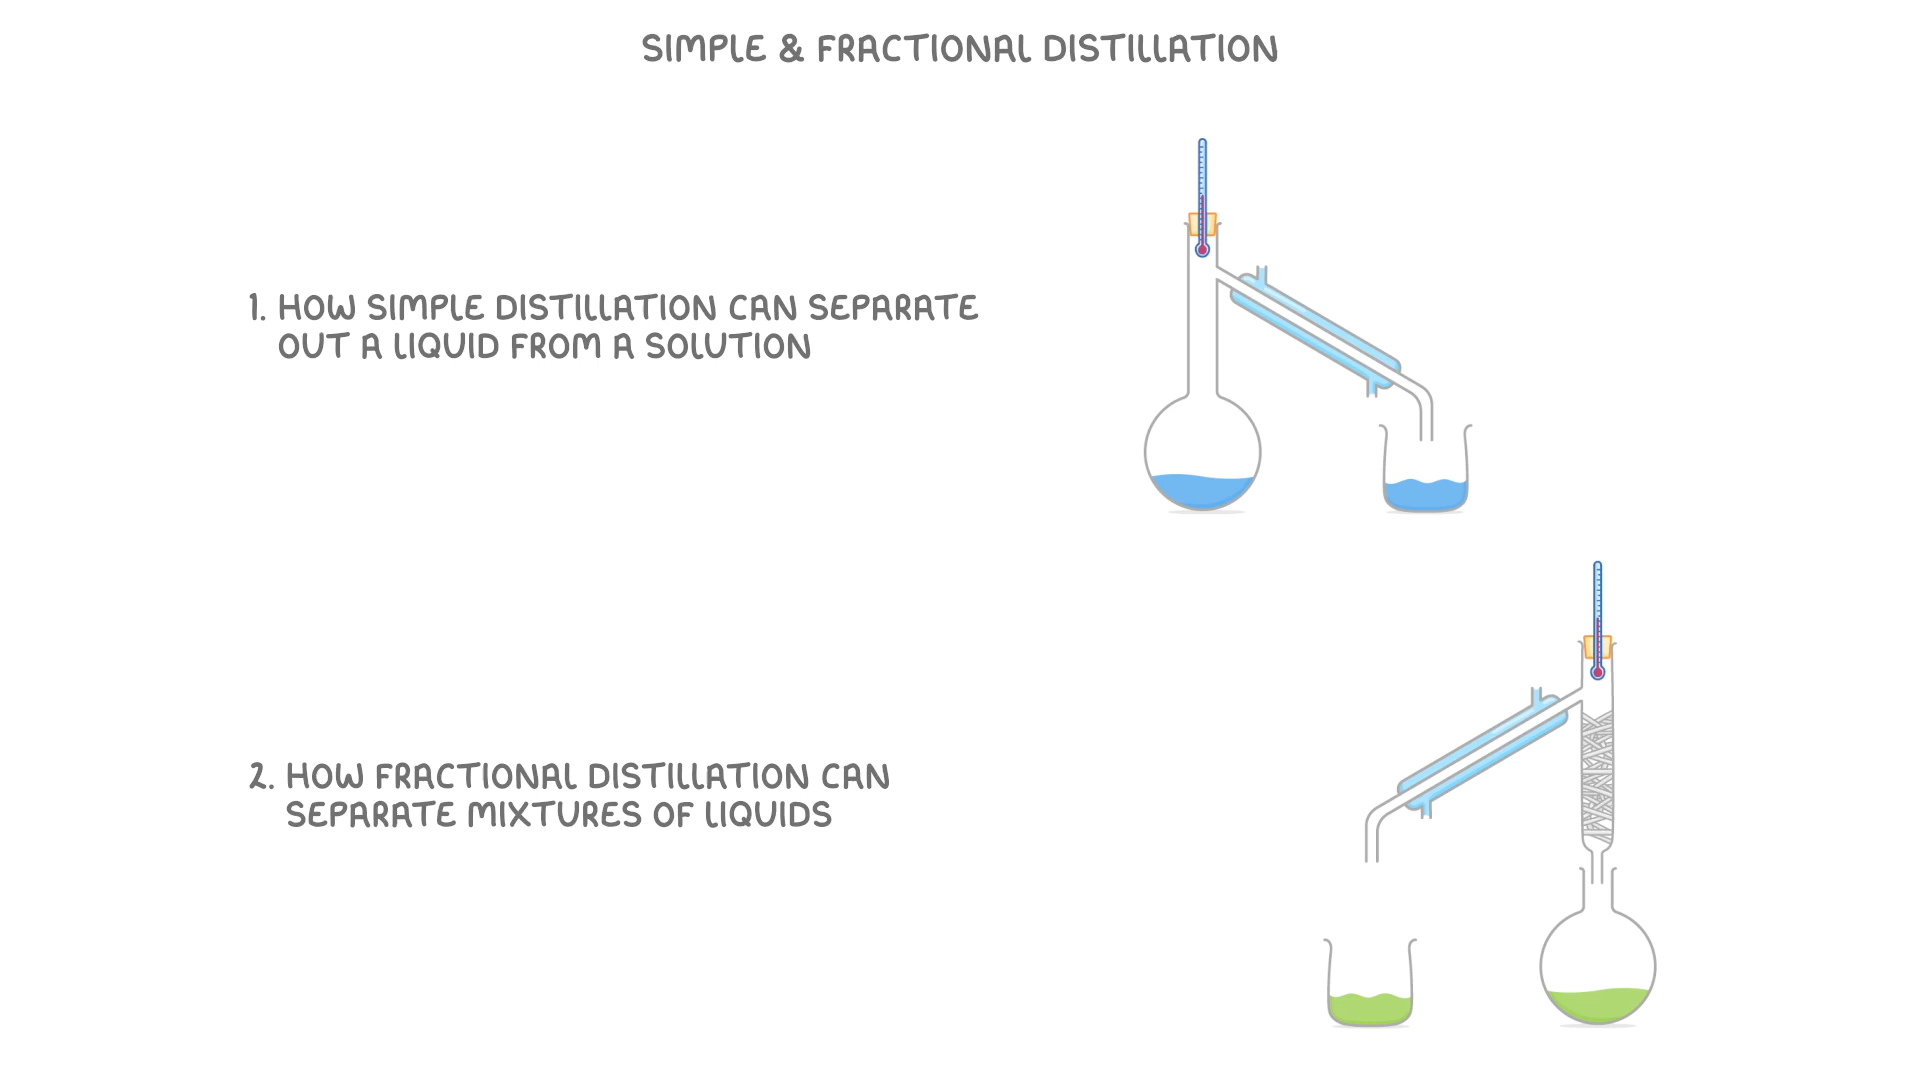 SIMPLE & FRACTIONAL DISTILLATION
1. HOW SIMPLE DISTILLATION CAN SEPARATE
OUT A LIQUID FROM A SOLUTION
2. HOW FRACTIONAL DISTILLATION CAN
SEPARATE MIXTURES OF LIQUIDS